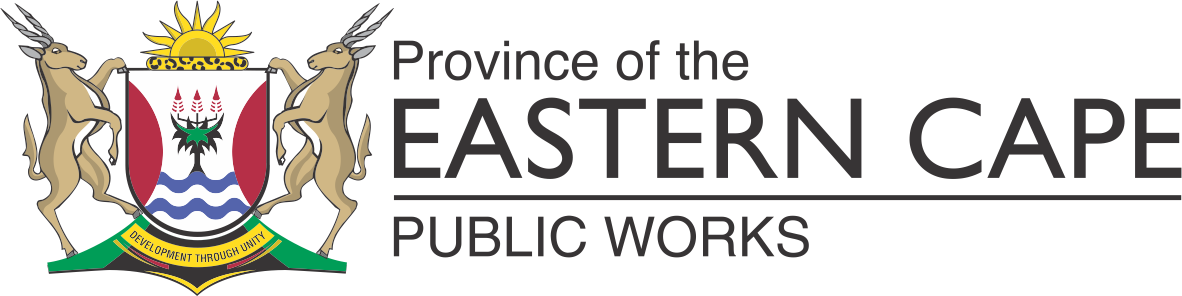 Province of the
EASTERN CAPE
PUBLIC WORKS
DEVELOPMENT THROUGH UNITY